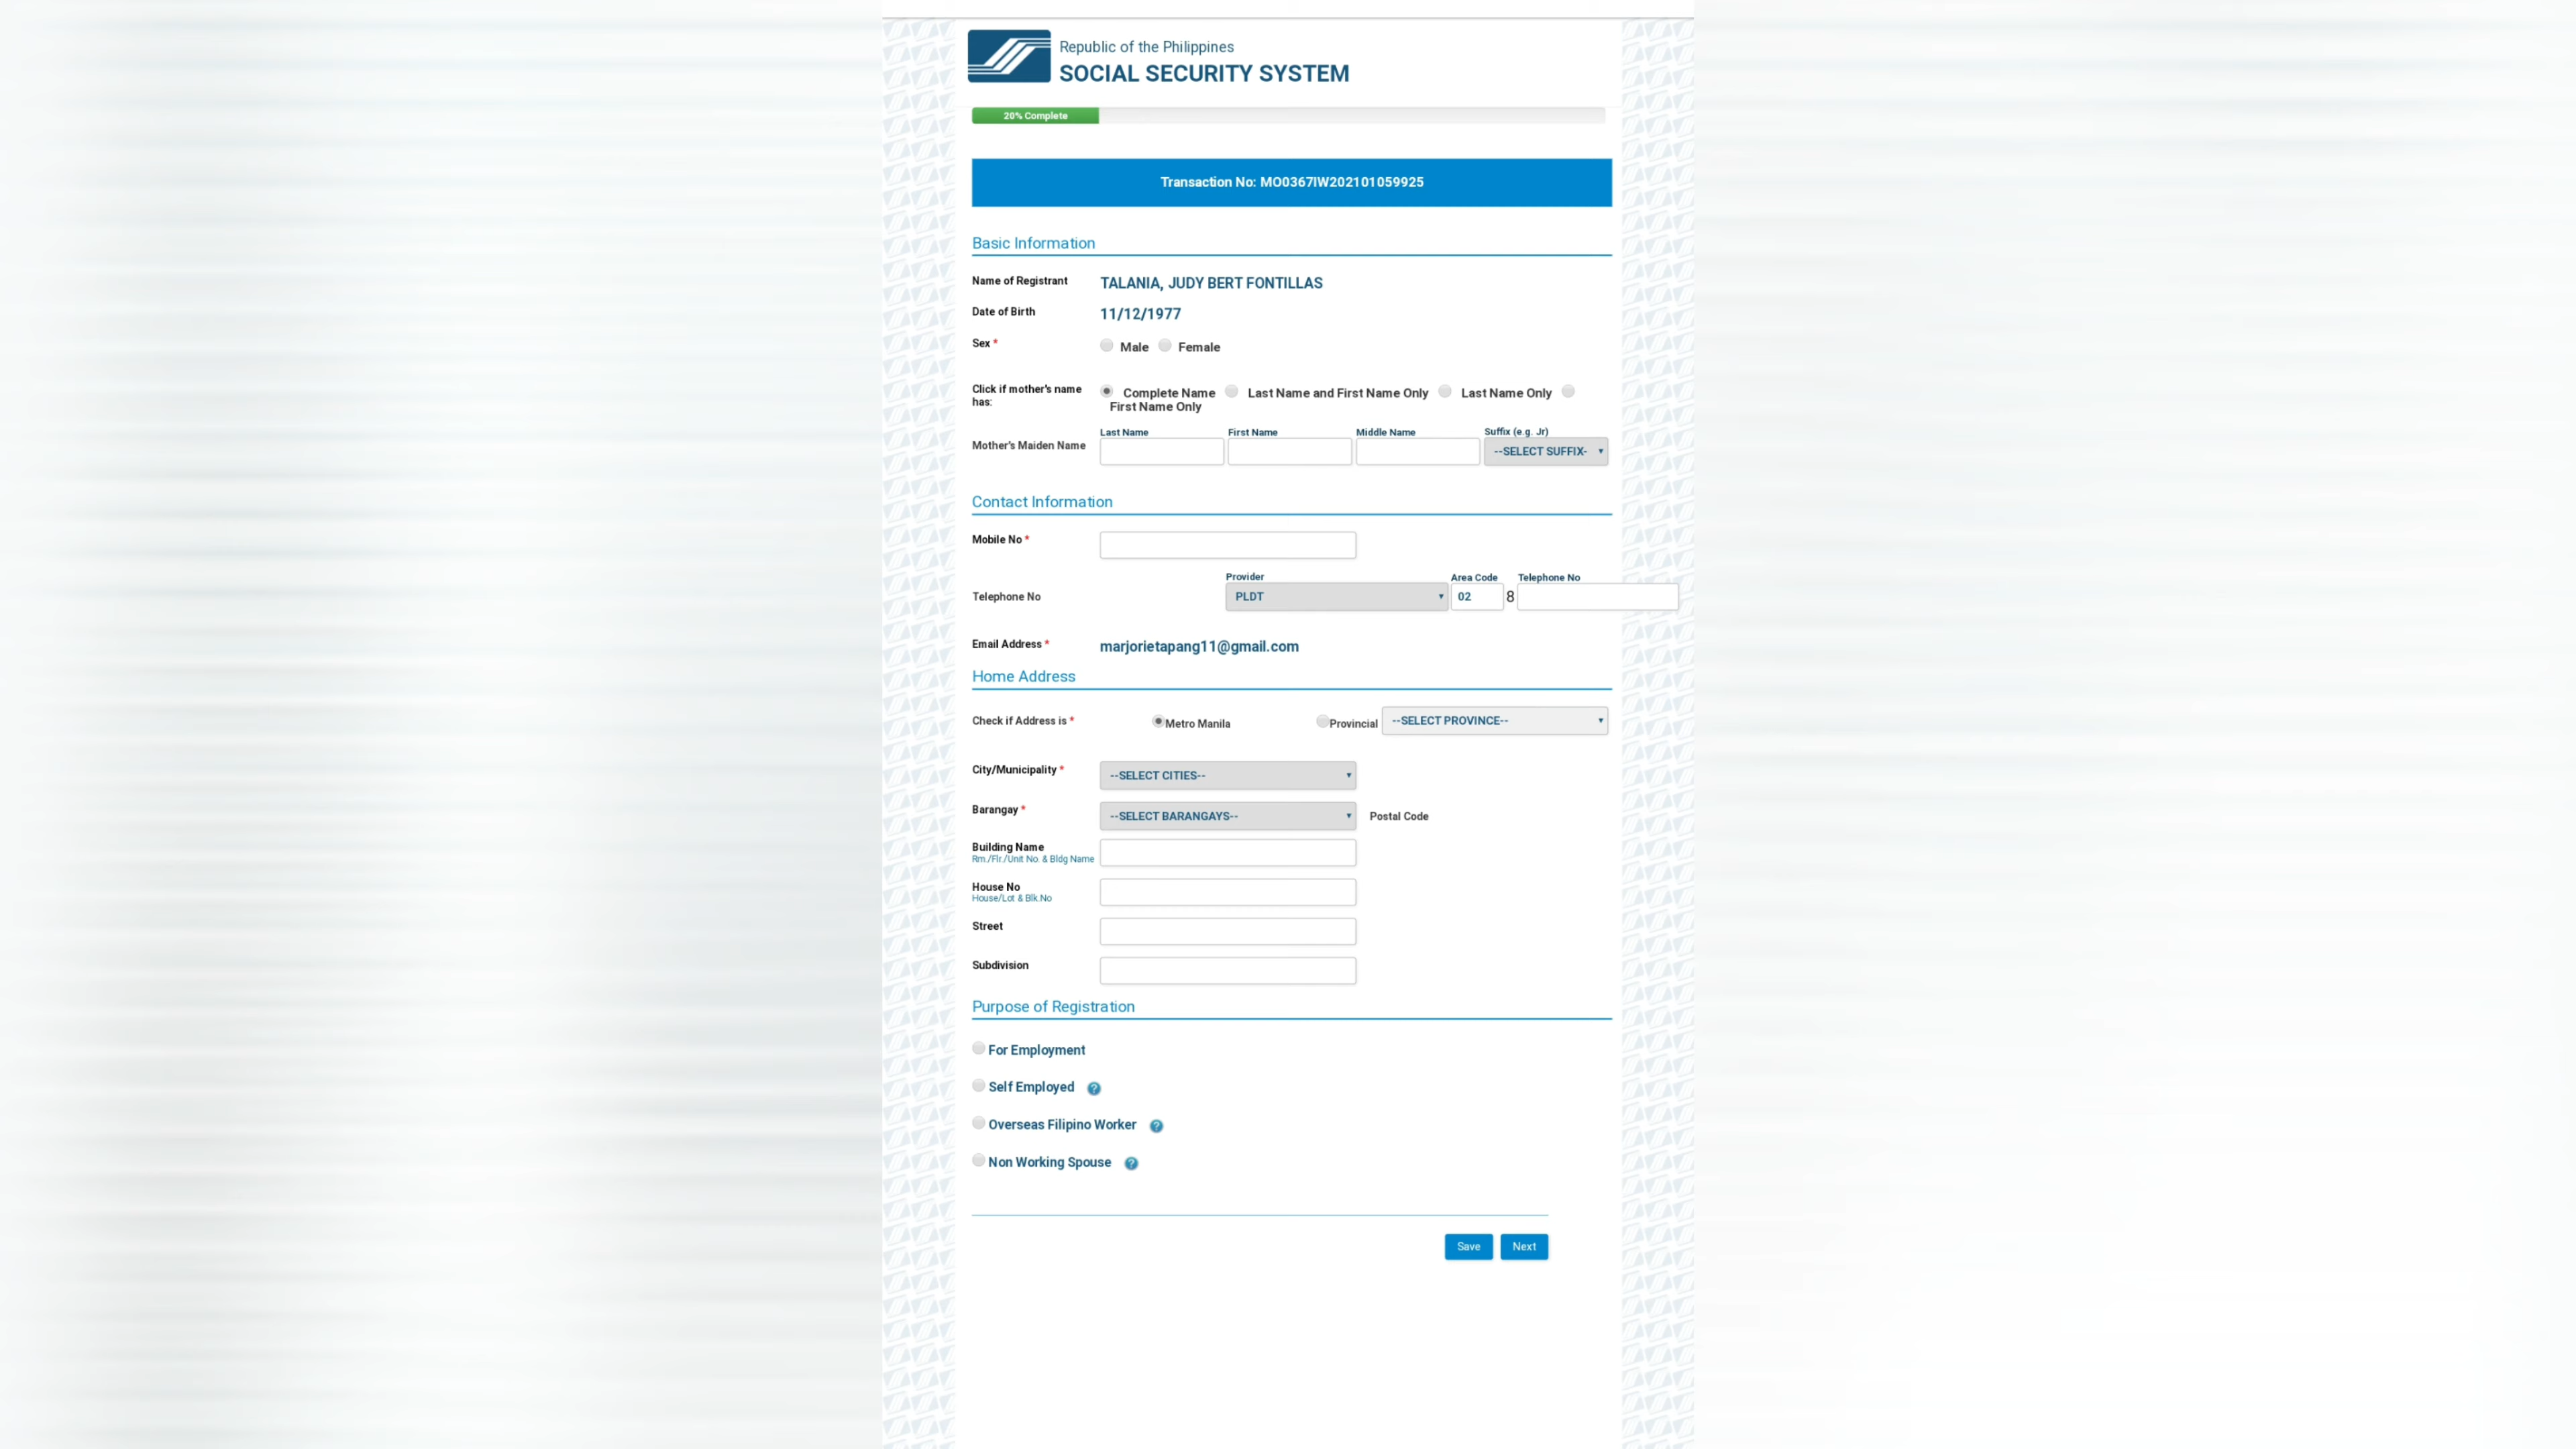 Republic of the Philippines
SOCIAL SECURITY SYSTEM
20% Complete
Transaction No: MO0367IW202101059925
Basic Information
Name of Registrant TALANIA, JUDY BERT FONTILLAS
Date of Birth 11/12/1977
Sex * Male Female
Click if mother's name has: Complete Name Last Name and First Name Only Last Name Only
First Name Only
Last Name First Name Middle Name Suffix (e.g. Jr)
Mother's Maiden Name --SELECT SUFFIX-
Contact Information
Mobile No *
Provider Area Code Telephone No
Telephone No PLDT 02 8
Email Address * marjorietapang11@gmail.com
Home Address
Check if Address is * Metro Manila Provincial --SELECT PROVINCE--
City/Municipality * --SELECT CITIES--
Barangay * --SELECT BARANGAYS-- Postal Code
Building Name
Rm./Flr./Unit No. & Bldg Name
House No
House/Lot & Blk.No
Street
Subdivision
Purpose of Registration
For Employment
Self Employed ?
Overseas Filipino Worker ?
Non Working Spouse ?
Save Next